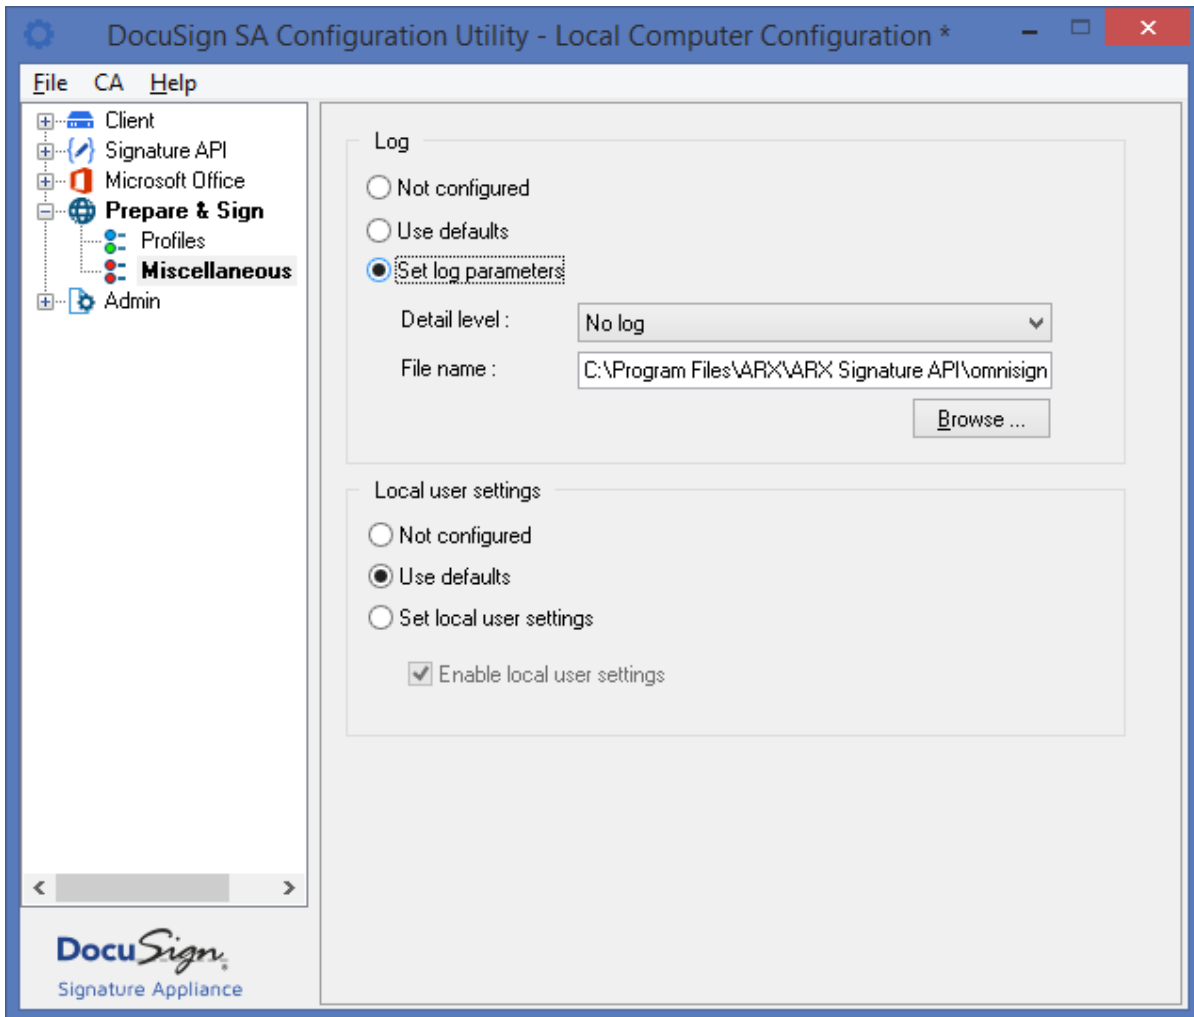 DocuSign SA Configuration Utility - Local Computer Configuration *
File CA Help
Client
Signature API
Microsoft Office
Prepare & Sign
Profiles
Miscellaneous
Admin
Log
Not configured
Use defaults
Set log parameters
Detail level :
No log
File name :
C:\Program Files\ARX\ARX Signature API\omnisign
Browse ...
Local user settings
Not configured
Use defaults
Set local user settings
Enable local user settings
DocuSign
Signature Appliance